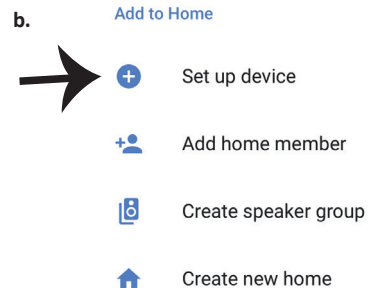 b.
Add to Home
Set up device
Add home member
Create speaker group
Create new home